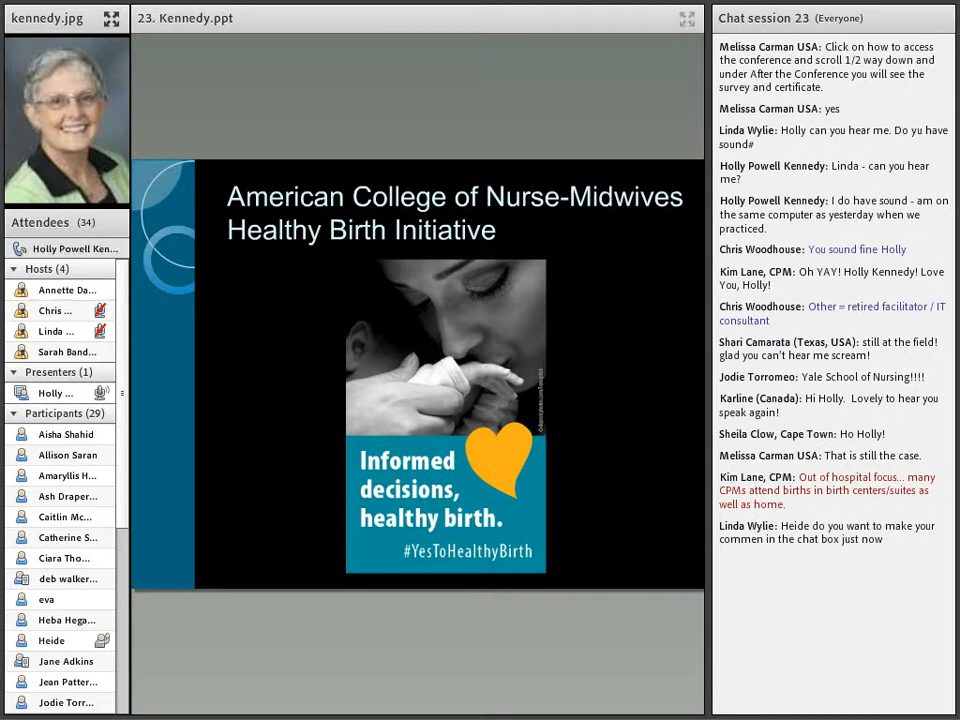 kennedy.jpg
Attendees (34)
Holly Powell Ken...
Hosts (4)
Annette Da...
Chris ...
Linda ...
Sarah Band...
Presenters (1)
Holly ...
Participants (29)
Aisha Shahid
Allison Saran
Amaryllis H...
Ash Draper...
Caitlin Mc...
Catherine S...
Ciara Tho...
deb walker...
eva
Heba Hega...
Heide
Jane Adkins
Jean Patter...
Jodie Torr...
23. Kennedy.ppt
American College of Nurse-Midwives
Healthy Birth Initiative
Informed
decisions,
healthy birth.
#YesToHealthyBirth
Chat session 23 (Everyone)
Melissa Carman USA: Click on how to access
the conference and scroll 1/2 way down and
under After the Conference you will see the
survey and certificate.
Melissa Carman USA: yes
Linda Wylie: Holly can you hear me. Do yu have
sound#
Holly Powell Kennedy: Linda - can you hear
me?
Holly Powell Kennedy: I do have sound - am on
the same computer as yesterday when we
practiced.
Chris Woodhouse: You sound fine Holly
Kim Lane, CPM: Oh YAY! Holly Kennedy! Love
You, Holly!
Chris Woodhouse: Other = retired facilitator / IT
consultant
Shari Camarata (Texas, USA): still at the field!
glad you can't hear me scream!
Jodie Torromeo: Yale School of Nursing!!!!
Karline (Canada): Hi Holly. Lovely to hear you
speak again!
Sheila Clow, Cape Town: Ho Holly!
Melissa Carman USA: That is still the case.
Kim Lane, CPM: Out of hospital focus... many
CPMs attend births in birth centers/suites as
well as home.
Linda Wylie: Heide do you want to make your
commen in the chat box just now